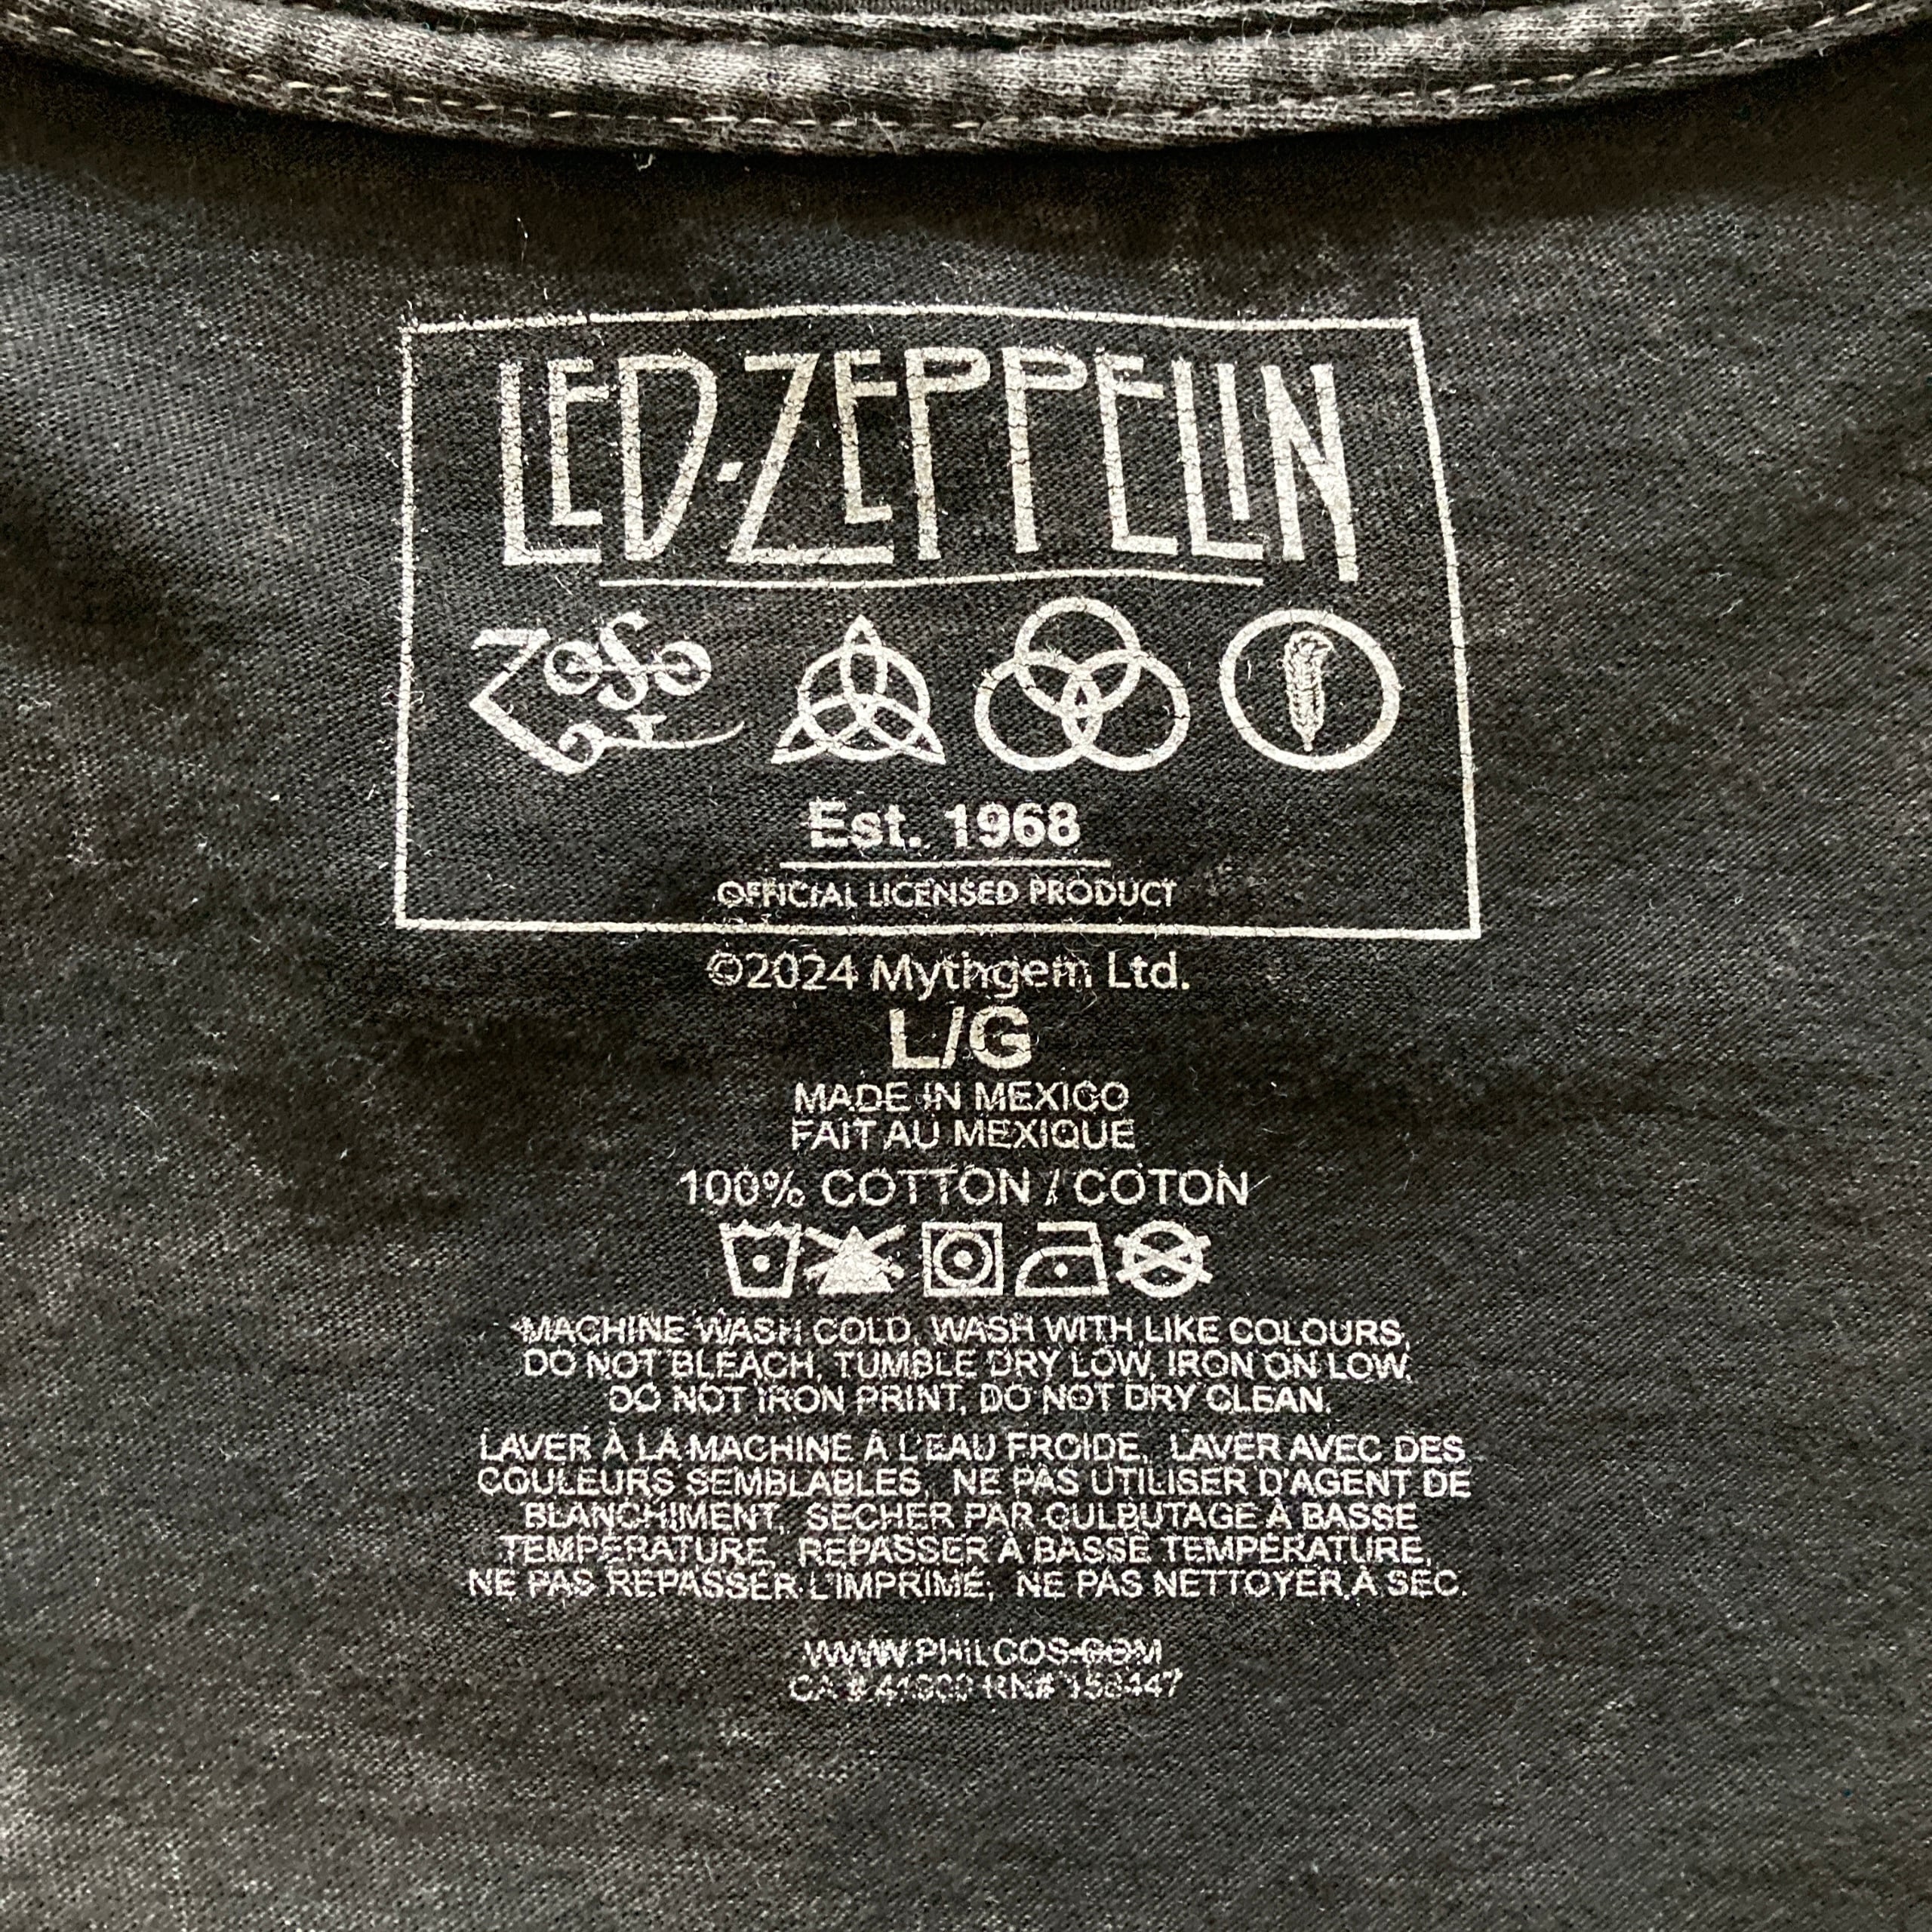 LED-ZEPPELIN
ZOSO
Est. 1968
OFFICIAL LICENSED PRODUCT
©2024 Mythgem Ltd.
L/G
MADE IN MEXICO
FAIT AU MEXIQUE
100% COTTON / COTON
MACHINE WASH COLD, WASH WITH LIKE COLOURS,
DO NOT BLEACH, TUMBLE DRY LOW, IRON ON LOW,
DO NOT IRON PRINT, DO NOT DRY CLEAN.
LAVER À LA MACHINE À L'EAU FROIDE, LAVER AVEC DES
COULEURS SEMBLABLES, NE PAS UTILISER D'AGENT DE
BLANCHIMENT, SÉCHER PAR CULBUTAGE À BASSE
TEMPÉRATURE, REPASSER À BASSE TEMPÉRATURE,
NE PAS REPASSER L'IMPRIMÉ, NE PAS NETTOYER À SEC.
WWW.PHILCOS.COM
CA # RN#